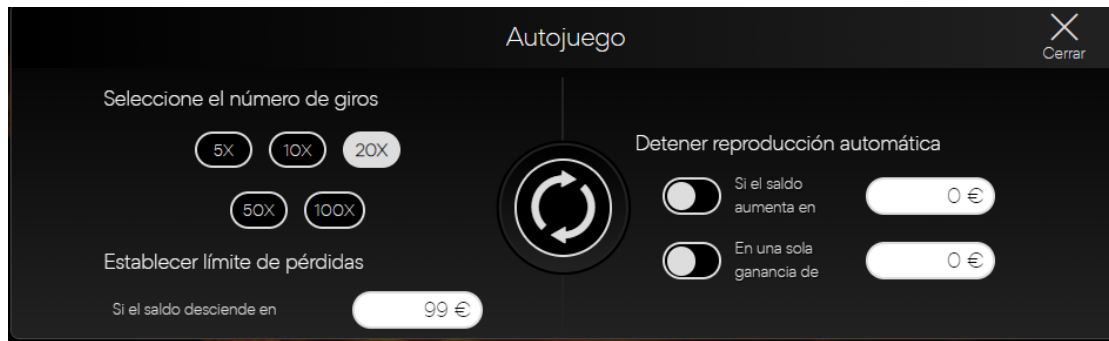 Autojuego
Cerrar
Seleccione el número de giros
5X 10X 20X
50X 100X
Establecer límite de pérdidas
Si el saldo desciende en 99 €
Detener reproducción automática
Si el saldo
aumenta en
0 €
En una sola
ganancia de
0 €